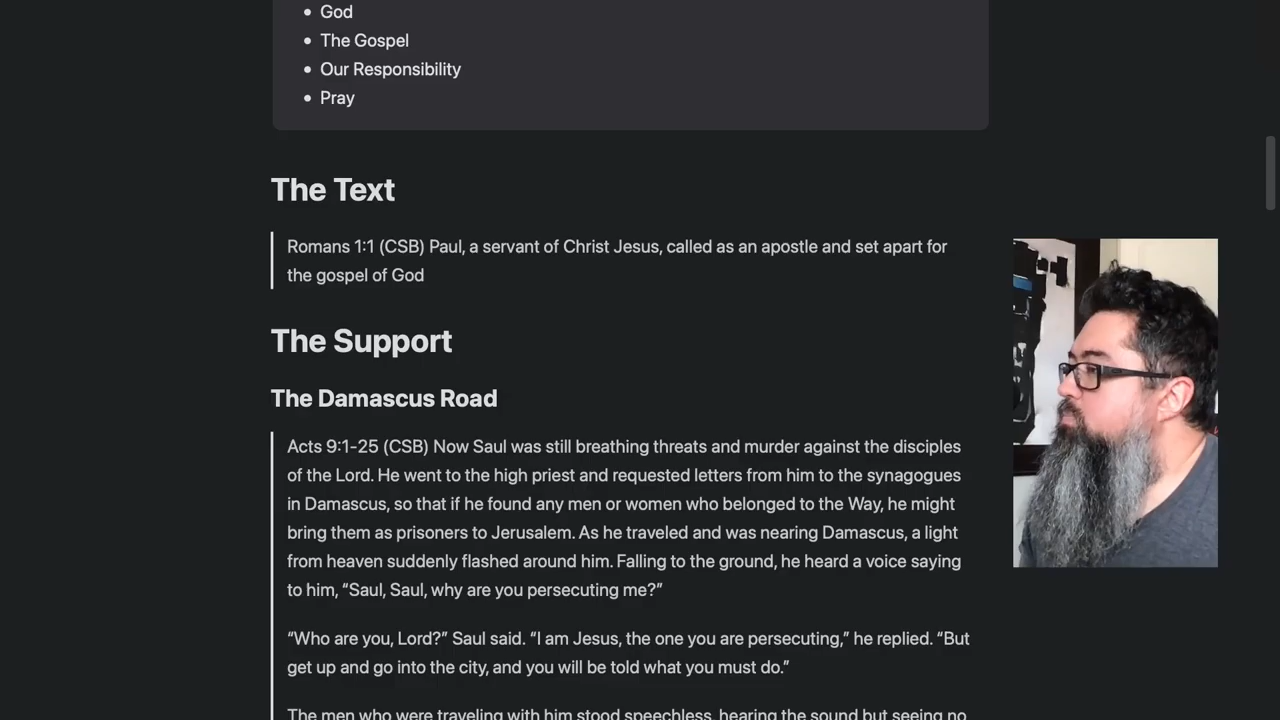 God
The Gospel
Our Responsibility
Pray
The Text
Romans 1:1 (CSB) Paul, a servant of Christ Jesus, called as an apostle and set apart for
the gospel of God
The Support
The Damascus Road
Acts 9:1-25 (CSB) Now Saul was still breathing threats and murder against the disciples
of the Lord. He went to the high priest and requested letters from him to the synagogues
in Damascus, so that if he found any men or women who belonged to the Way, he might
bring them as prisoners to Jerusalem. As he traveled and was nearing Damascus, a light
from heaven suddenly flashed around him. Falling to the ground, he heard a voice saying
to him, “Saul, Saul, why are you persecuting me?”
“Who are you, Lord?” Saul said. “I am Jesus, the one you are persecuting,” he replied. “But
get up and go into the city, and you will be told what you must do.”
The men who were traveling with him stood speechless, hearing the sound but seeing no